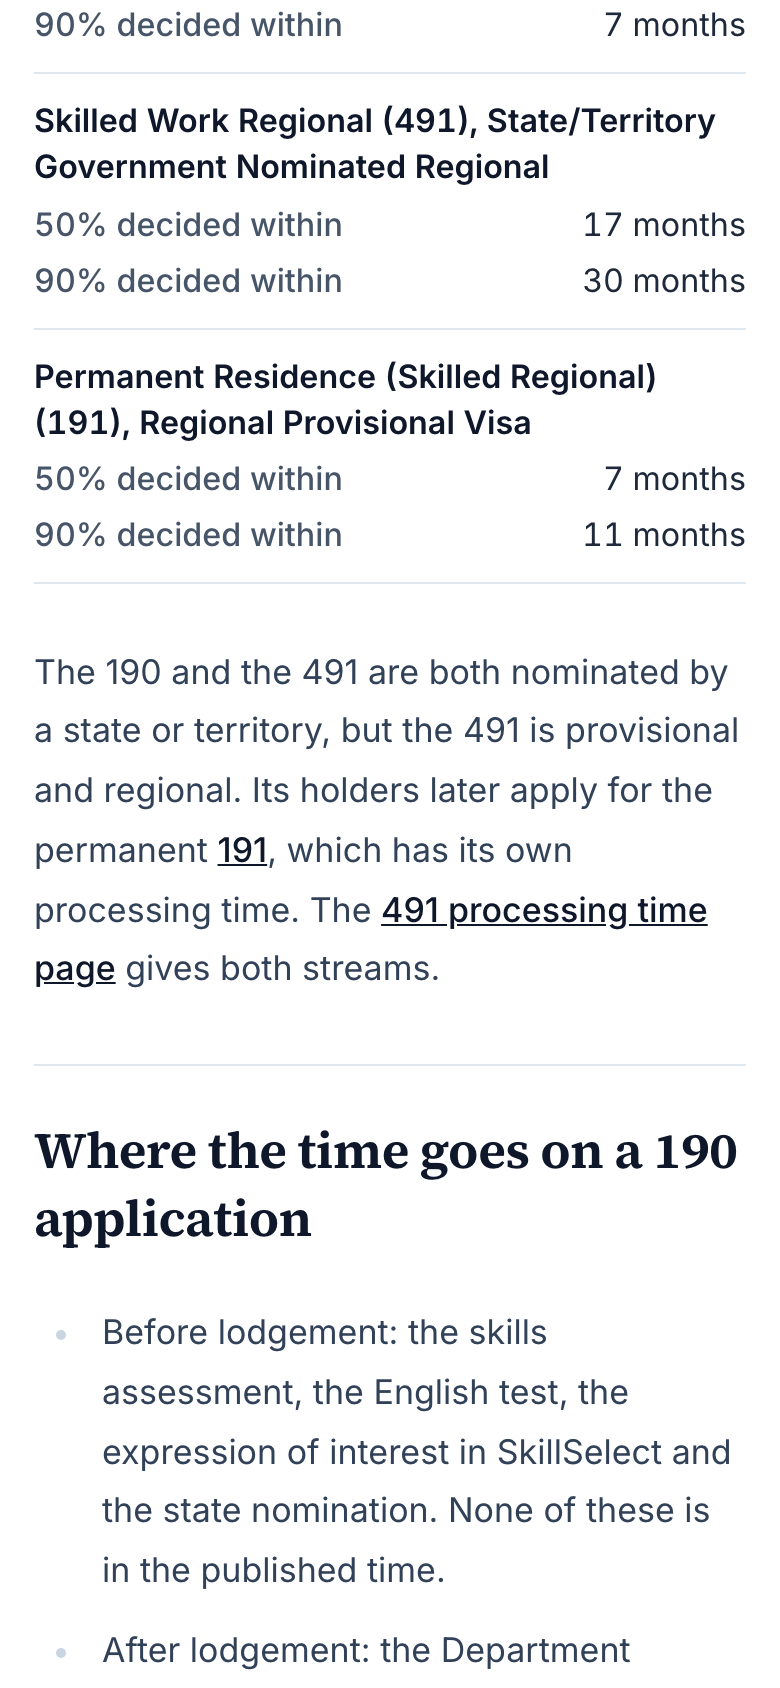 90% decided within 7 months
Skilled Work Regional (491), State/Territory
Government Nominated Regional
50% decided within 17 months
90% decided within 30 months
Permanent Residence (Skilled Regional)
(191), Regional Provisional Visa
50% decided within 7 months
90% decided within 11 months
The 190 and the 491 are both nominated by
a state or territory, but the 491 is provisional
and regional. Its holders later apply for the
permanent 191, which has its own
processing time. The 491 processing time
page gives both streams.
Where the time goes on a 190
application
Before lodgement: the skills
assessment, the English test, the
expression of interest in SkillSelect and
the state nomination. None of these is
in the published time.
After lodgement: the Department